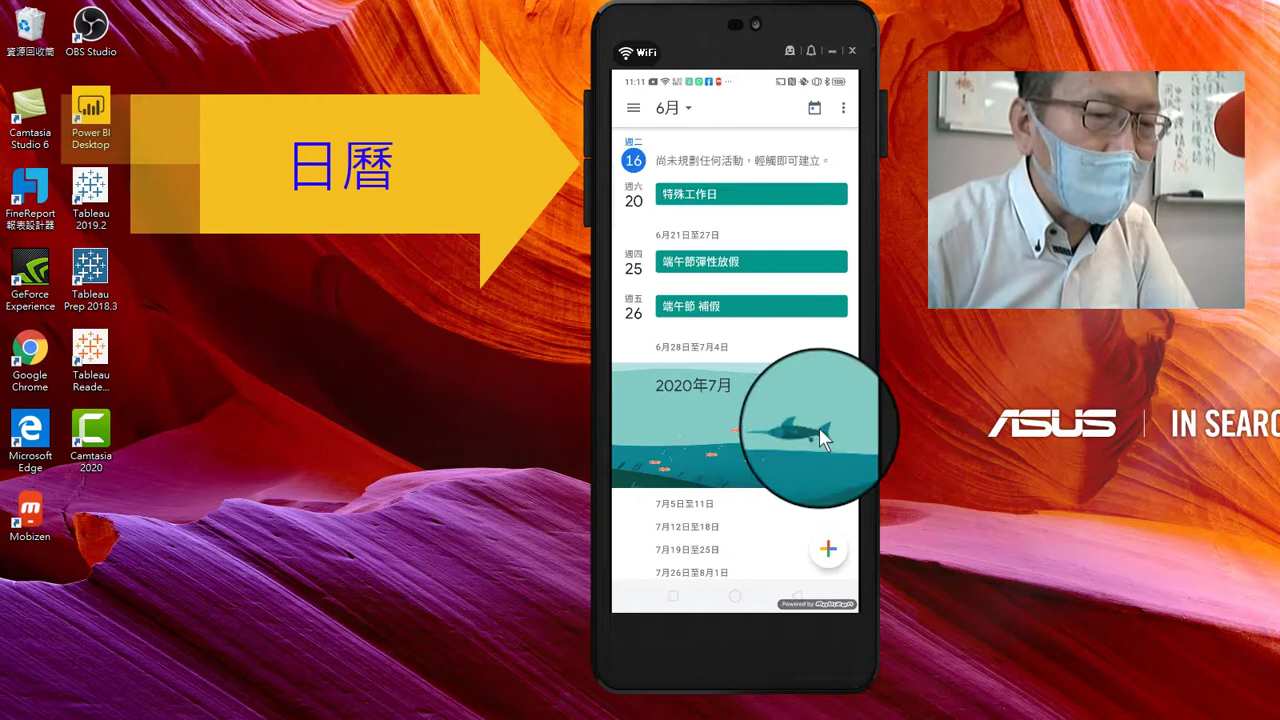 資源回收筒
OBS Studio
Camtasia
Studio 6
Power BI
Desktop
FineReport
報表設計器
Tableau
2019.2
GeForce
Experience
Tableau
Prep 2018.3
Google
Chrome
Tableau
Reade...
Microsoft
Edge
Camtasia
2020
Mobizen
日曆
WiFi
11:11
100
6月
週二
16
尚未規劃任何活動，輕觸即可建立。
週六
20
特殊工作日
6月21日至27日
週四
25
端午節彈性放假
週五
26
端午節 補假
6月28日至7月4日
2020年7月
7月5日至11日
7月12日至18日
7月19日至25日
7月26日至8月1日
Powered by
ASUS
IN SEARC